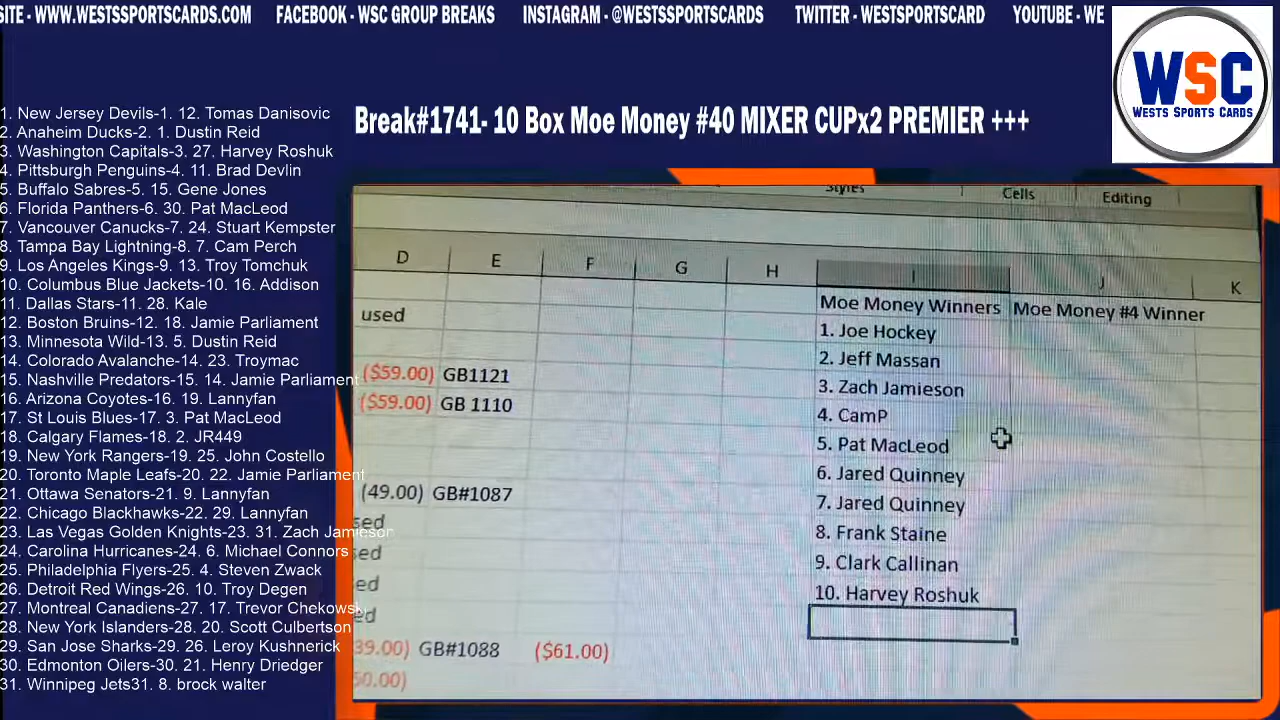 SITE - WWW.WESTSSPORTSCARDS.COM FACEBOOK - WSC GROUP BREAKS INSTAGRAM - @WESTSSPORTSCARDS TWITTER - WESTSPORTSCARD YOUTUBE - WE
WSC
WESTS SPORTS CARDS
Break#1741- 10 Box Moe Money #40 MIXER CUPx2 PREMIER +++
1. New Jersey Devils-1. 12. Tomas Danisovic
2. Anaheim Ducks-2. 1. Dustin Reid
3. Washington Capitals-3. 27. Harvey Roshuk
4. Pittsburgh Penguins-4. 11. Brad Devlin
5. Buffalo Sabres-5. 15. Gene Jones
6. Florida Panthers-6. 30. Pat MacLeod
7. Vancouver Canucks-7. 24. Stuart Kempster
8. Tampa Bay Lightning-8. 7. Cam Perch
9. Los Angeles Kings-9. 13. Troy Tomchuk
10. Columbus Blue Jackets-10. 16. Addison
11. Dallas Stars-11. 28. Kale
12. Boston Bruins-12. 18. Jamie Parliament
13. Minnesota Wild-13. 5. Dustin Reid
14. Colorado Avalanche-14. 23. Troymac
15. Nashville Predators-15. 14. Jamie Parliament
16. Arizona Coyotes-16. 19. Lannyfan
17. St Louis Blues-17. 3. Pat MacLeod
18. Calgary Flames-18. 2. JR449
19. New York Rangers-19. 25. John Costello
20. Toronto Maple Leafs-20. 22. Jamie Parliament
21. Ottawa Senators-21. 9. Lannyfan
22. Chicago Blackhawks-22. 29. Lannyfan
23. Las Vegas Golden Knights-23. 31. Zach Jamieson
24. Carolina Hurricanes-24. 6. Michael Connors
25. Philadelphia Flyers-25. 4. Steven Zwack
26. Detroit Red Wings-26. 10. Troy Degen
27. Montreal Canadiens-27. 17. Trevor Chekowski
28. New York Islanders-28. 20. Scott Culbertson
29. San Jose Sharks-29. 26. Leroy Kushnerick
30. Edmonton Oilers-30. 21. Henry Driedger
31. Winnipeg Jets31. 8. brock walter
Styles Cells Editing
D E F G H I J K
Moe Money Winners Moe Money #4 Winner
used 1. Joe Hockey
2. Jeff Massan
($59.00) GB1121 3. Zach Jamieson
($59.00) GB 1110 4. CamP
5. Pat MacLeod
6. Jared Quinney
(49.00) GB#1087 7. Jared Quinney
sed 8. Frank Staine
sed 9. Clark Callinan
ed 10. Harvey Roshuk
ed
39.00) GB#1088 ($61.00)
50.00)